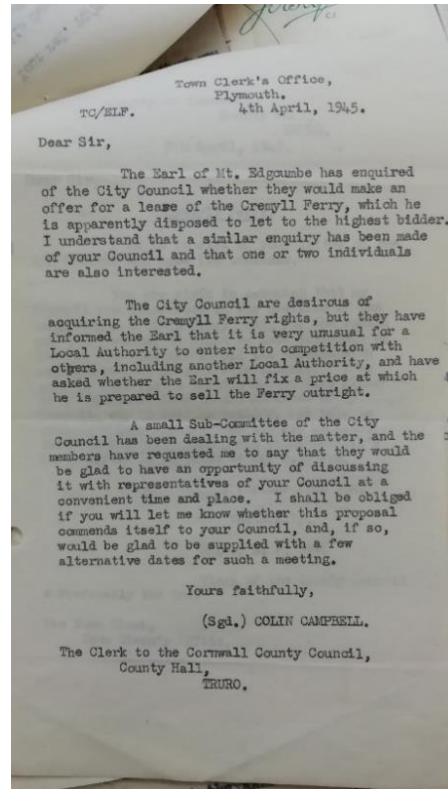 Town Clerk's Office,
Plymouth.
TC/ELF. 4th April, 1945.
Dear Sir,
The Earl of Mt. Edgcumbe has enquired
of the City Council whether they would make an
offer for a lease of the Cremyll Ferry, which he
is apparently disposed to let to the highest bidder.
I understand that a similar enquiry has been made
of your Council and that one or two individuals
are also interested.
The City Council are desirous of
acquiring the Cremyll Ferry rights, but they have
informed the Earl that it is very unusual for a
Local Authority to enter into competition with
others, including another Local Authority, and have
asked whether the Earl will fix a price at which
he is prepared to sell the Ferry outright.
A small Sub-Committee of the City
Council has been dealing with the matter, and the
members have requested me to say that they would
be glad to have an opportunity of discussing
it with representatives of your Council at a
convenient time and place. I shall be obliged
if you will let me know whether this proposal
commends itself to your Council, and, if so,
would be glad to be supplied with a few
alternative dates for such a meeting.
Yours faithfully,
(Sgd.) COLIN CAMPBELL.
The Clerk to the Cornwall County Council,
County Hall,
TRURO.